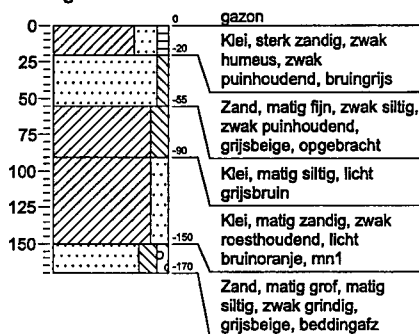 0
gazon
0
-20
Klei, sterk zandig, zwak
humeus, zwak
puinhoudend, bruingrijs
25
50
-55
Zand, matig fijn, zwak siltig,
zwak puinhoudend,
grijsbeige, opgebracht
75
-90
Klei, matig siltig, licht
grijsbruin
100
125
Klei, matig zandig, zwak
roesthoudend, licht
bruinoranje, mn1
150
-150
-170
Zand, matig grof, matig
siltig, zwak grindig,
grijsbeige, beddingafz